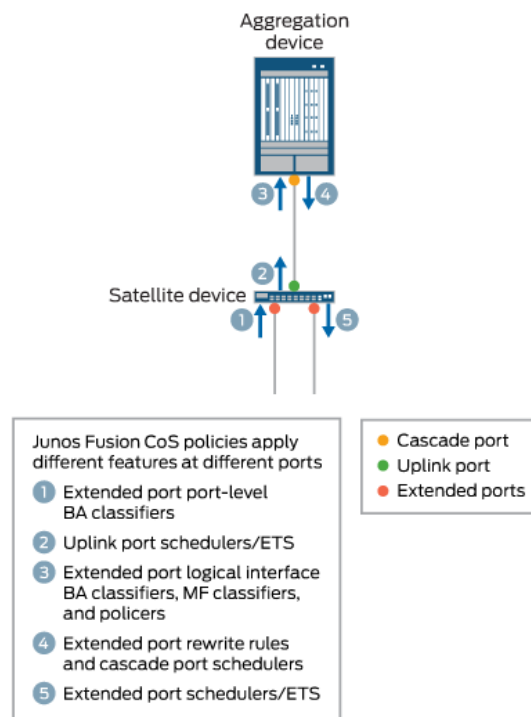 Aggregation
device
3
4
2
Satellite device
1
5
Junos Fusion CoS policies apply
different features at different ports
1 Extended port port-level
BA classifiers
2 Uplink port schedulers/ETS
3 Extended port logical interface
BA classifiers, MF classifiers,
and policers
4 Extended port rewrite rules
and cascade port schedulers
5 Extended port schedulers/ETS
Cascade port
Uplink port
Extended ports